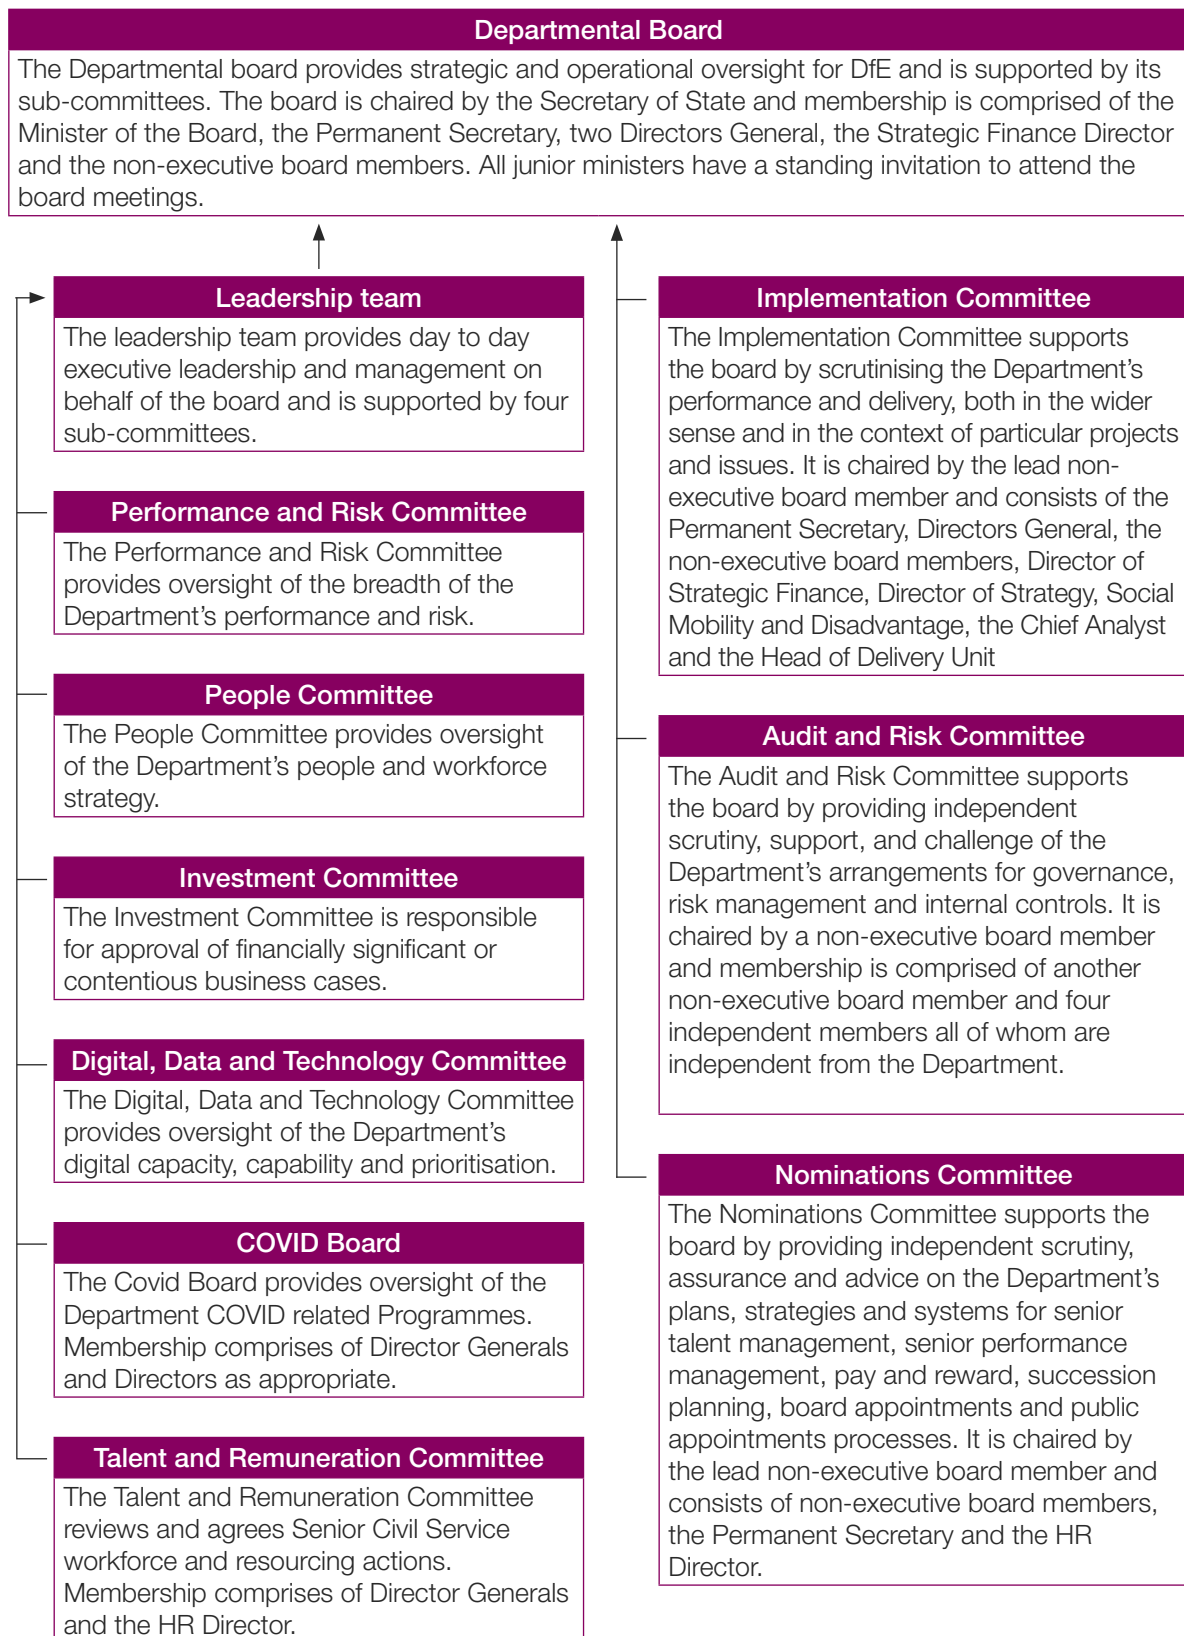 Departmental Board
The Departmental board provides strategic and operational oversight for DfE and is supported by its
sub-committees. The board is chaired by the Secretary of State and membership is comprised of the
Minister of the Board, the Permanent Secretary, two Directors General, the Strategic Finance Director
and the non-executive board members. All junior ministers have a standing invitation to attend the
board meetings.
Leadership team
The leadership team provides day to day
executive leadership and management on
behalf of the board and is supported by four
sub-committees.
Performance and Risk Committee
The Performance and Risk Committee
provides oversight of the breadth of the
Department’s performance and risk.
People Committee
The People Committee provides oversight
of the Department’s people and workforce
strategy.
Investment Committee
The Investment Committee is responsible
for approval of financially significant or
contentious business cases.
Digital, Data and Technology Committee
The Digital, Data and Technology Committee
provides oversight of the Department’s
digital capacity, capability and prioritisation.
COVID Board
The Covid Board provides oversight of the
Department COVID related Programmes.
Membership comprises of Director Generals
and Directors as appropriate.
Talent and Remuneration Committee
The Talent and Remuneration Committee
reviews and agrees Senior Civil Service
workforce and resourcing actions.
Membership comprises of Director Generals
and the HR Director.
Implementation Committee
The Implementation Committee supports
the board by scrutinising the Department’s
performance and delivery, both in the wider
sense and in the context of particular projects
and issues. It is chaired by the lead non-
executive board member and consists of the
Permanent Secretary, Directors General, the
non-executive board members, Director of
Strategic Finance, Director of Strategy, Social
Mobility and Disadvantage, the Chief Analyst
and the Head of Delivery Unit
Audit and Risk Committee
The Audit and Risk Committee supports
the board by providing independent
scrutiny, support, and challenge of the
Department’s arrangements for governance,
risk management and internal controls. It is
chaired by a non-executive board member
and membership is comprised of another
non-executive board member and four
independent members all of whom are
independent from the Department.
Nominations Committee
The Nominations Committee supports the
board by providing independent scrutiny,
assurance and advice on the Department’s
plans, strategies and systems for senior
talent management, senior performance
management, pay and reward, succession
planning, board appointments and public
appointments processes. It is chaired by
the lead non-executive board member and
consists of non-executive board members,
the Permanent Secretary and the HR
Director.